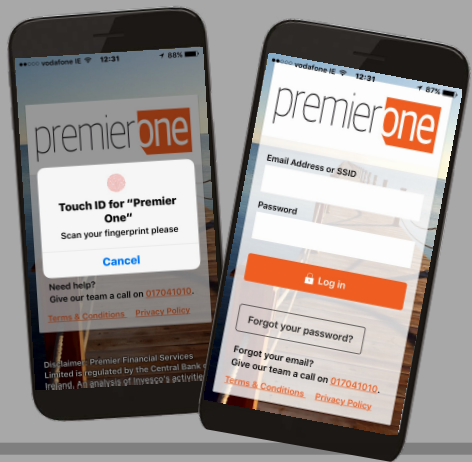 vodafone IE 12:31 88%
premierone
Touch ID for “Premier
One“
Scan your fingerprint please
Cancel
Need help?
Give our team a call on 017041010.
Terms & Conditions Privacy Policy
Disclaimer: Premier Financial Services
Limited is regulated by the Central Bank o
Ireland. An analysis of Invesco's activitie
vodafone IE 12:31 87%
premierone
Email Address or SSID
Password
Log in
Forgot your password?
Forgot your email?
Give our team a call on 017041010.
Terms & Conditions Privacy Policy